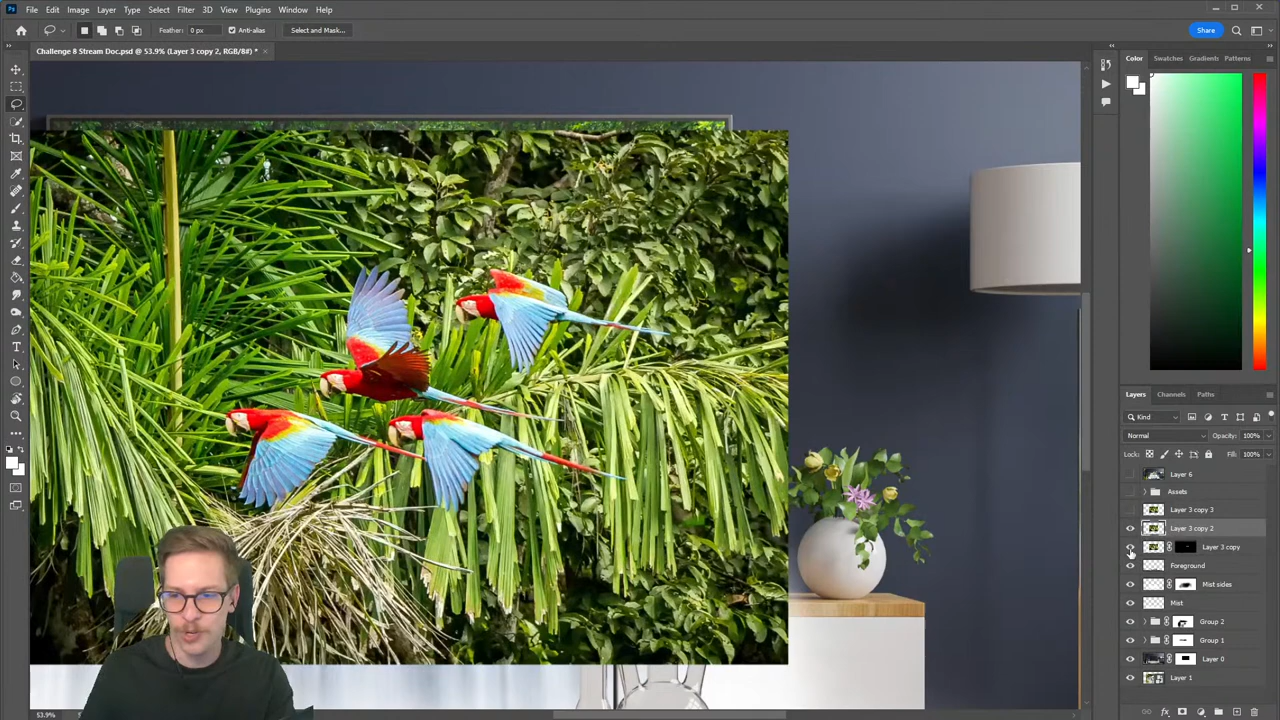 Ps File Edit Image Layer Type Select Filter 3D View Plugins Window Help
Feather: 0 px Anti-alias Select and Mask... Share
Challenge 8 Stream Doc.psd @ 53.9% (Layer 3 copy 2, RGB/8#) * ×
Color Swatches Gradients Patterns
Layers Channels Paths
Kind
Normal Opacity: 100%
Lock: Fill: 100%
Layer 6
Assets
Layer 3 copy 3
Layer 3 copy 2
Layer 3 copy
Foreground
Mist sides
Mist
Group 2
Group 1
Layer 0
Layer 1
53.9%